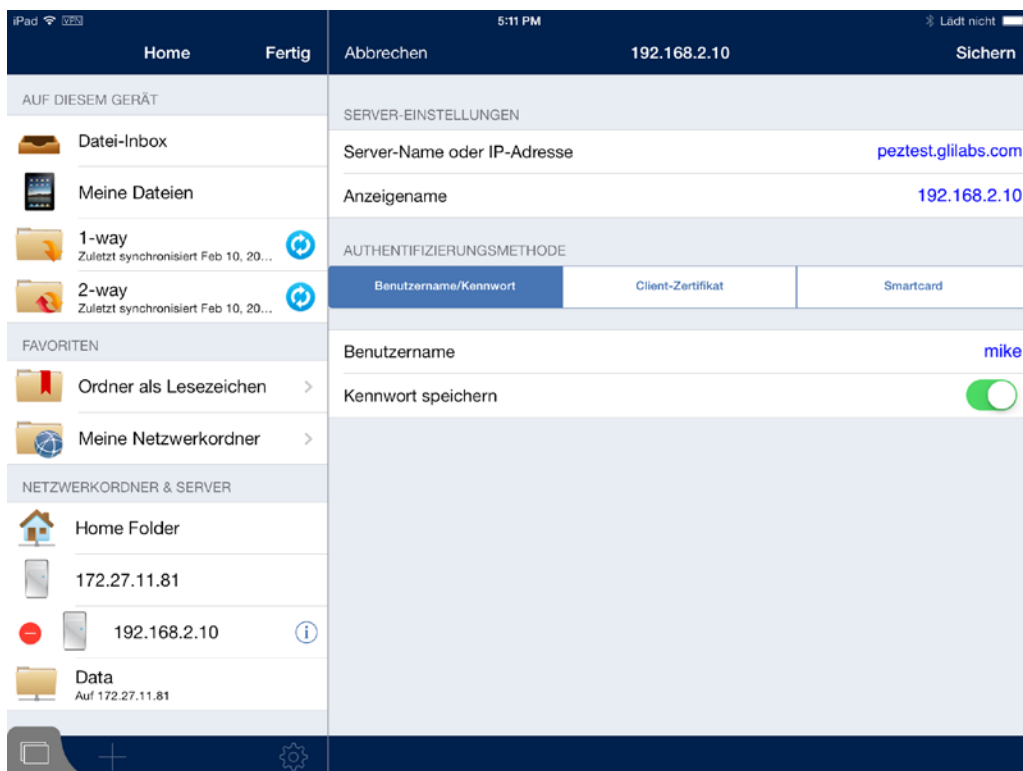 iPad VPN 5:11 PM Lädt nicht
Home Fertig Abbrechen 192.168.2.10 Sichern
AUF DIESEM GERÄT
Datei-Inbox
Meine Dateien
1-way
Zuletzt synchronisiert Feb 10, 20...
2-way
Zuletzt synchronisiert Feb 10, 20...
FAVORITEN
Ordner als Lesezeichen
Meine Netzwerkordner
NETZWERKORDNER & SERVER
Home Folder
172.27.11.81
192.168.2.10
Data
Auf 172.27.11.81
SERVER-EINSTELLUNGEN
Server-Name oder IP-Adresse peztest.glilabs.com
Anzeigename 192.168.2.10
AUTHENTIFIZIERUNGSMETHODE
Benutzername/Kennwort Client-Zertifikat Smartcard
Benutzername mike
Kennwort speichern